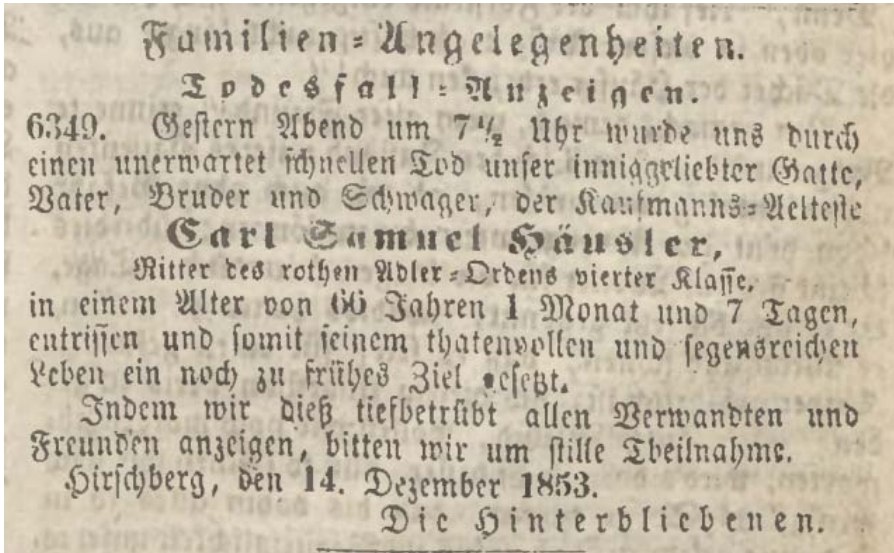 Familien-Angelegenheiten.
Todesfall-Anzeigen.
6349. Gestern Abend um 7½ Uhr wurde uns durch
einen unerwartet schnellen Tod unser inniggeliebter Gatte,
Vater, Bruder und Schwager, der Kaufmanns-Aelteste
Carl Samuel Häusler,
Ritter des rothen Adler-Ordens vierter Klasse,
in einem Alter von 66 Jahren 1 Monat und 7 Tagen,
entrissen und somit seinem thatenvollen und segensreichen
Leben ein noch zu frühes Ziel gesetzt.
Indem wir dieß tiefbetrübt allen Verwandten und
Freunden anzeigen, bitten wir um stille Theilnahme.
Hirschberg, den 14. Dezember 1853.
Die Hinterbliebenen.